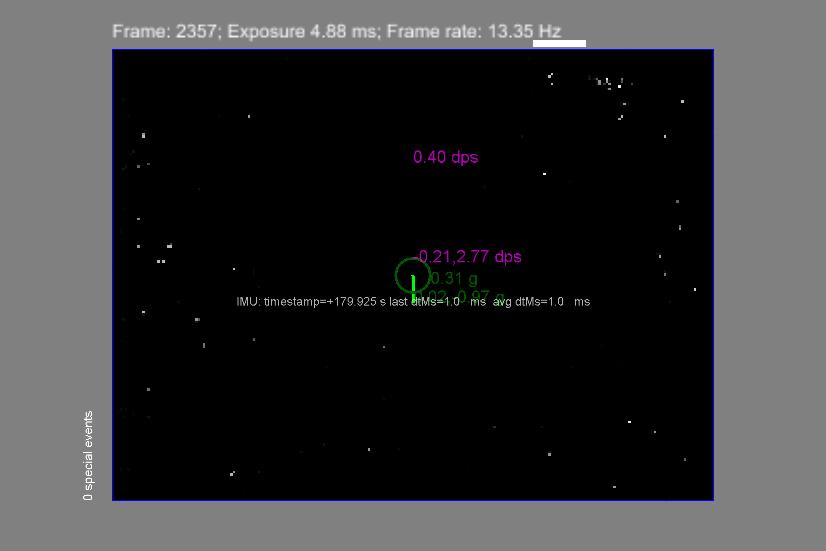 Frame: 2357; Exposure 4.88 ms; Frame rate: 13.35 Hz
0.40 dps
-0.21,2.77 dps
0.31 g
0.97 g
IMU: timestamp=+179.925 s last dtMs=1.0 ms avg dtMs=1.0 ms
0 special events